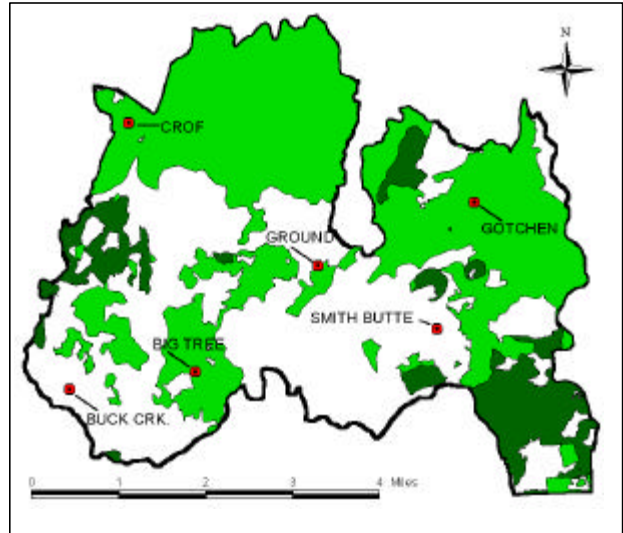 N
CROF
GOTCHEN
GROUND
SMITH BUTTE
BIG TREE
BUCK CRK.
0 1 2 3 4 Miles